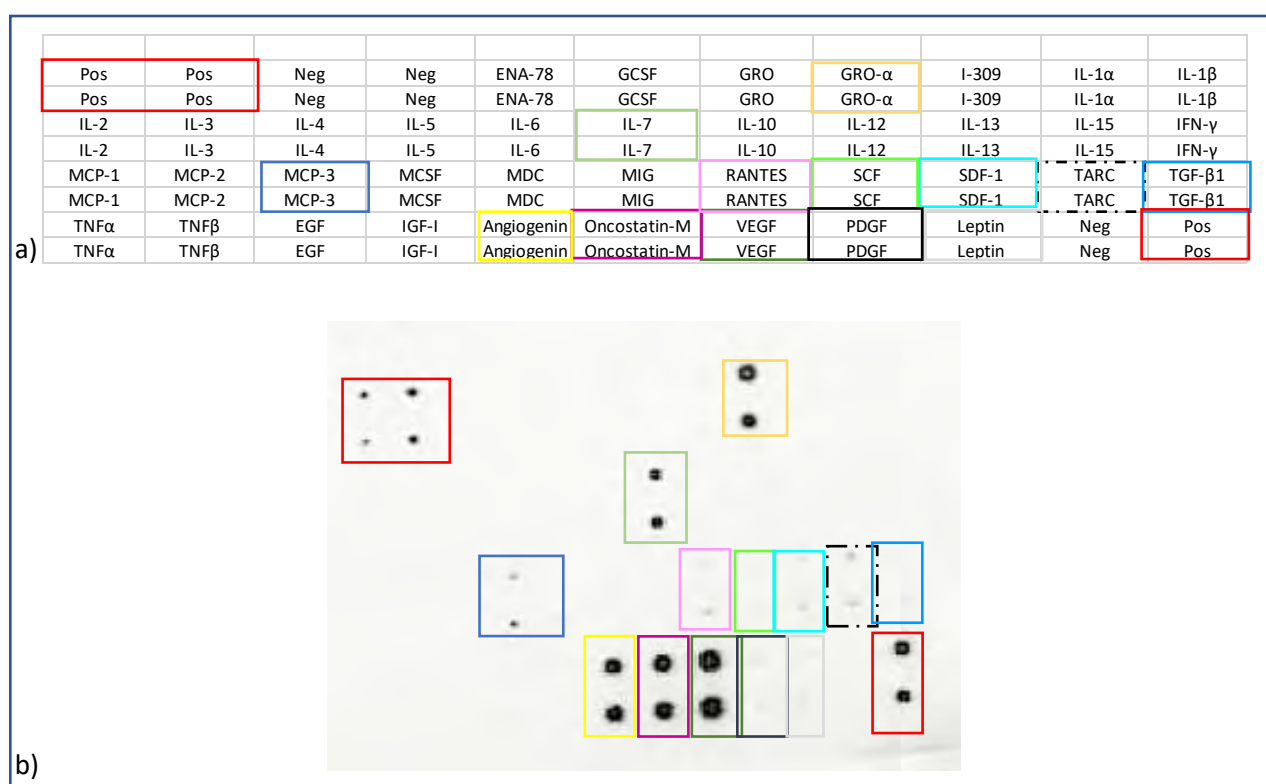 Pos Pos Neg Neg ENA-78 GCSF GRO GRO-α I-309 IL-1α IL-1β
Pos Pos Neg Neg ENA-78 GCSF GRO GRO-α I-309 IL-1α IL-1β
IL-2 IL-3 IL-4 IL-5 IL-6 IL-7 IL-10 IL-12 IL-13 IL-15 IFN-γ
IL-2 IL-3 IL-4 IL-5 IL-6 IL-7 IL-10 IL-12 IL-13 IL-15 IFN-γ
MCP-1 MCP-2 MCP-3 MCSF MDC MIG RANTES SCF SDF-1 TARC TGF-β1
MCP-1 MCP-2 MCP-3 MCSF MDC MIG RANTES SCF SDF-1 TARC TGF-β1
TNFα TNFβ EGF IGF-I Angiogenin Oncostatin-M VEGF PDGF Leptin Neg Pos
a) TNFα TNFβ EGF IGF-I Angiogenin Oncostatin-M VEGF PDGF Leptin Neg Pos
b)